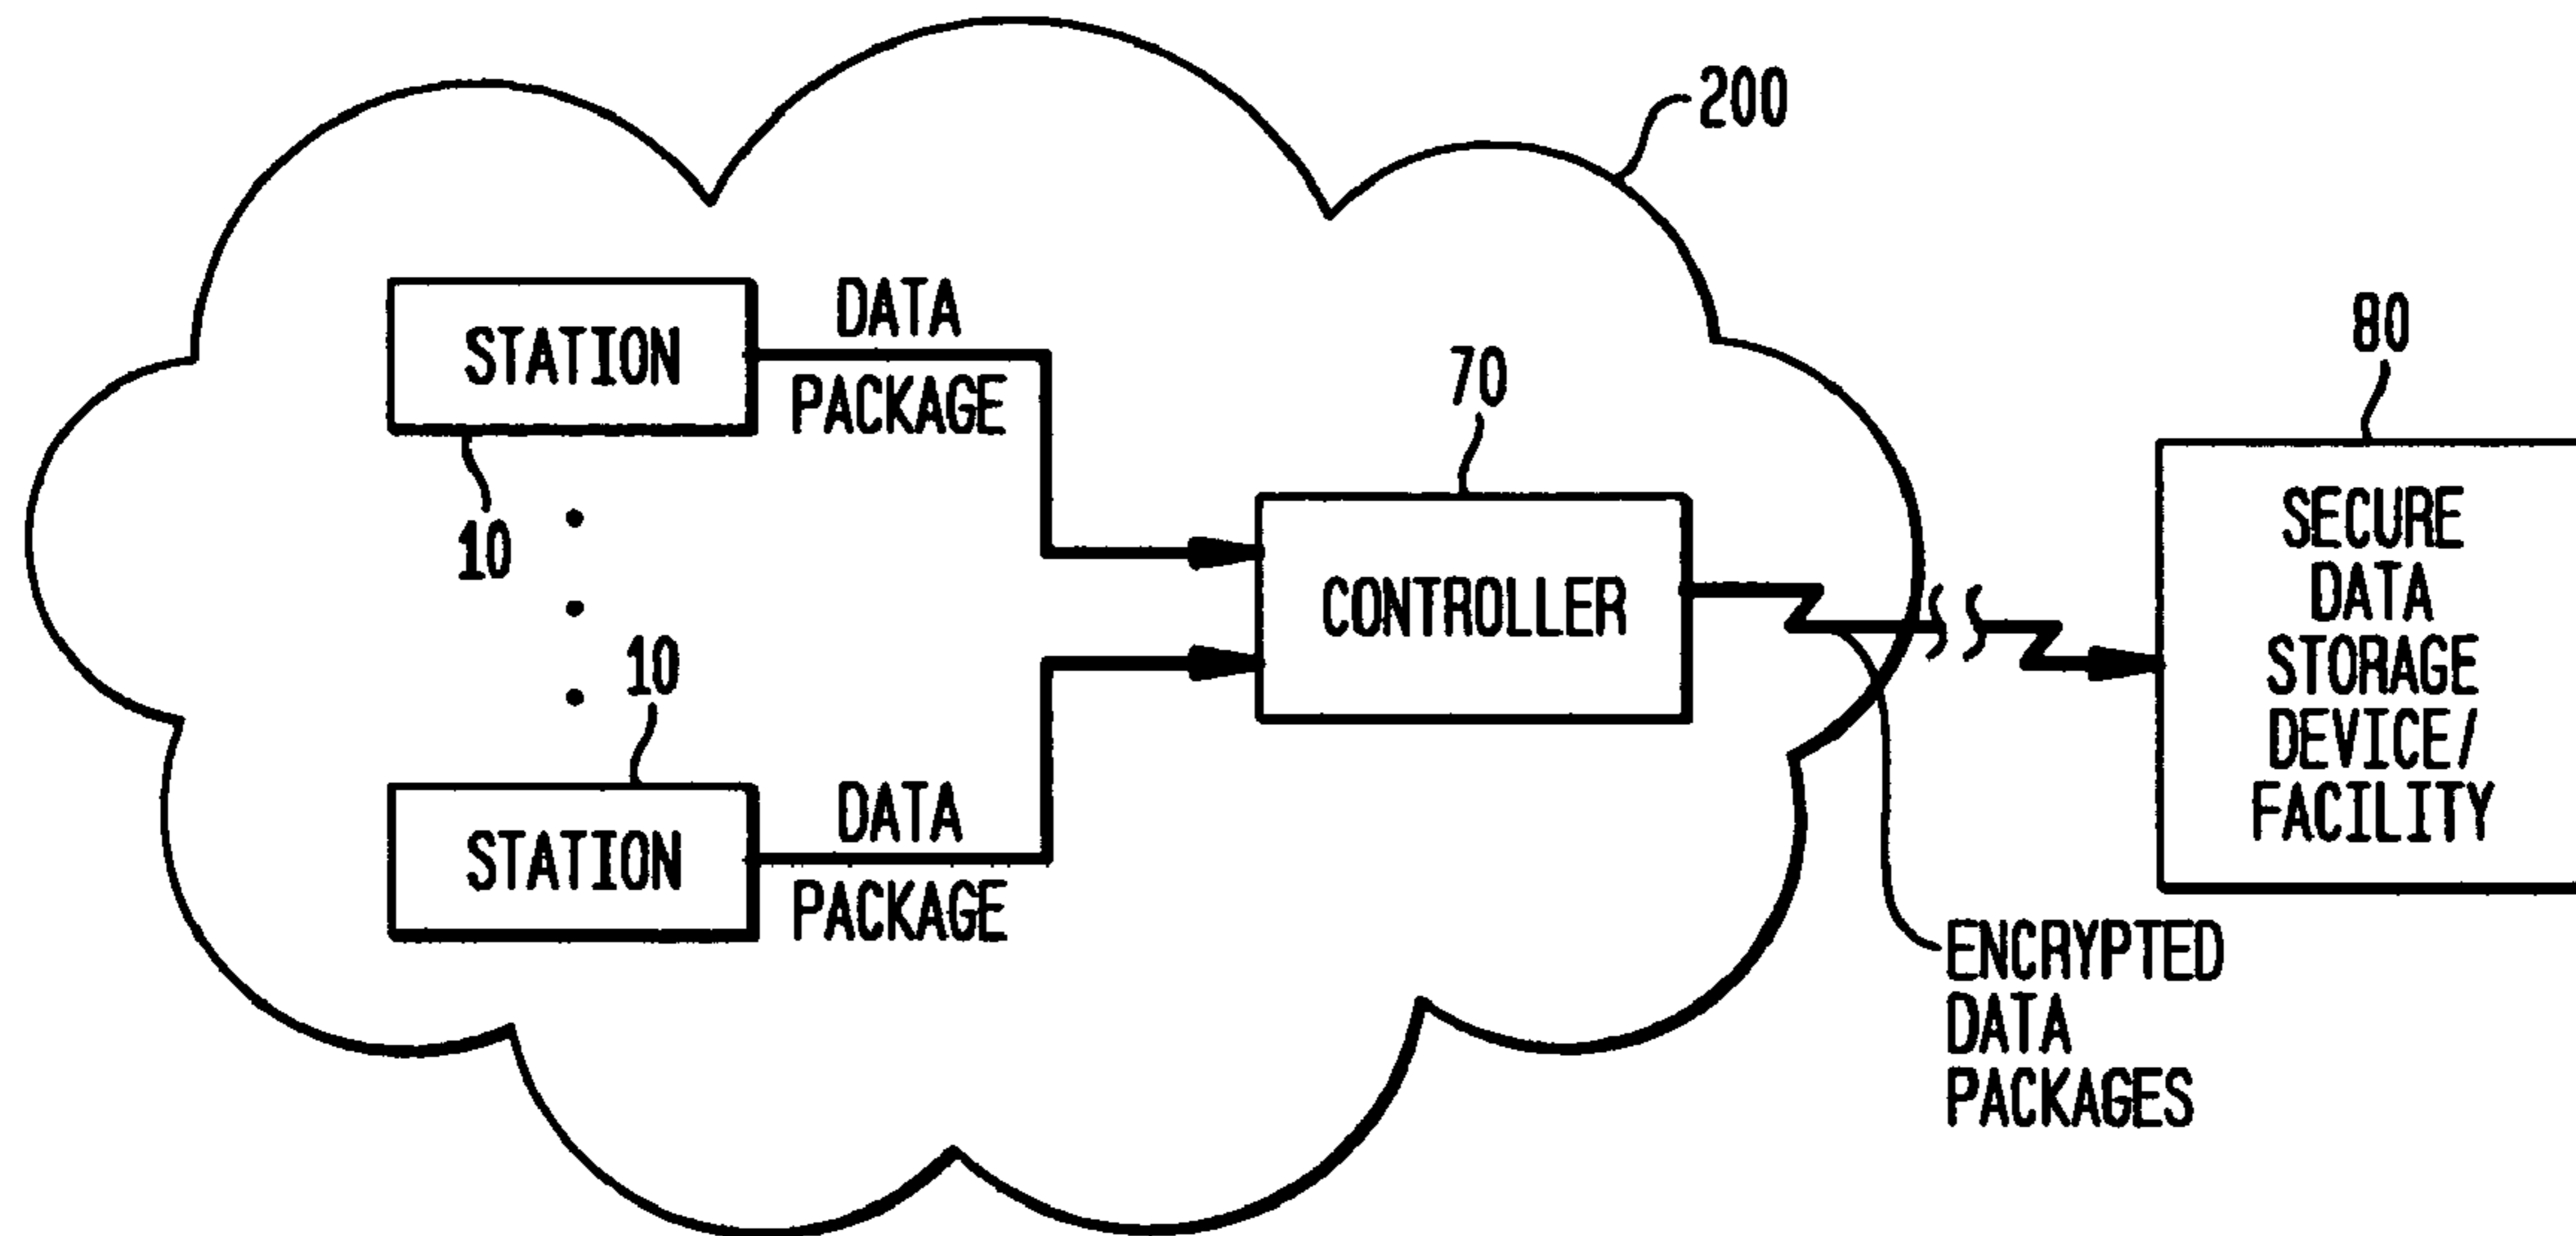 200
DATA
STATION
PACKAGE
10
80
70
SECURE
DATA
STORAGE
DEVICE/
FACILITY
CONTROLLER
10
DATA
STATION
PACKAGE
ENCRYPTED
DATA
PACKAGES